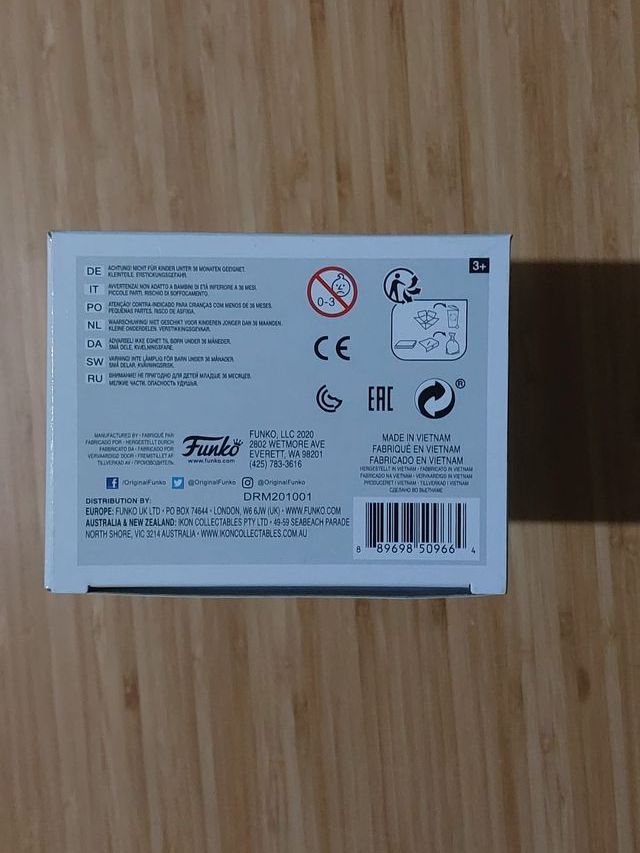 3+
DE ACHTUNG! NICHT FÜR KINDER UNTER 36 MONATEN GEEIGNET.
KLEINTEILE. ERSTICKUNGSGEFAHR.
IT AVVERTENZA! NON ADATTO A BAMBINI DI ETÀ INFERIORE A 36 MESI.
PICCOLE PARTI. RISCHIO DI SOFFOCAMENTO.
PO ATENÇÃO! CONTRA-INDICADO PARA CRIANÇAS COM MENOS DE 36 MESES.
PEQUENAS PARTES. RISCO DE ASFIXIA.
NL WAARSCHUWING! NIET GESCHIKT VOOR KINDEREN JONGER DAN 36 MAANDEN.
KLEINE ONDERDELEN. VERSTIKKINGSGEVAAR.
DA ADVARSEL! IKKE EGNET TIL BØRN UNDER 36 MÅNEDER.
SMÅ DELE. KVÆLNINGSFARE.
SW VARNING! INTE LÄMPLIG FÖR BARN UNDER 36 MÅNADER.
SMÅ DELAR. KVÄVNINGSRISK.
RU ВНИМАНИЕ! НЕ ПРИГОДНО ДЛЯ ДЕТЕЙ МЛАДШЕ 36 МЕСЯЦЕВ.
МЕЛКИЕ ЧАСТИ. ОПАСНОСТЬ УДУШЬЯ.
0-3
CE
EAC
®
MANUFACTURED BY • FABRIQUÉ PAR
FABRICADO POR • HERGESTELLT DURCH
FABBRICATO DA • FABRICADO POR
VERVAARDIGD DOOR • FREMSTILLET AF
TILLVERKAD AV • ПРОИЗВОДИТЕЛЬ
Funko
www.funko.com
FUNKO, LLC 2020
2802 WETMORE AVE
EVERETT, WA 98201
(425) 783-3616
MADE IN VIETNAM
FABRIQUÉ EN VIETNAM
FABRICADO EN VIETNAM
HERGESTELLT IN VIETNAM • FABBRICATO IN VIETNAM
FABRICADO NA VIETNAM • VERVAARDIGD IN VIETNAM
PRODUCERET I VIETNAM • TILLVERKAD I VIETNAM
СДЕЛАНО ВО ВЬЕТНАМЕ
/OriginalFunko @OriginalFunko @OriginalFunko
DRM201001
DISTRIBUTION BY:
EUROPE: FUNKO UK LTD • PO BOX 74644 • LONDON, W6 6JW (UK) • WWW.FUNKO.COM
AUSTRALIA & NEW ZEALAND: IKON COLLECTABLES PTY LTD • 49-59 SEABEACH PARADE
NORTH SHORE, VIC 3214 AUSTRALIA • WWW.IKONCOLLECTABLES.COM.AU
8 89698 50966 4